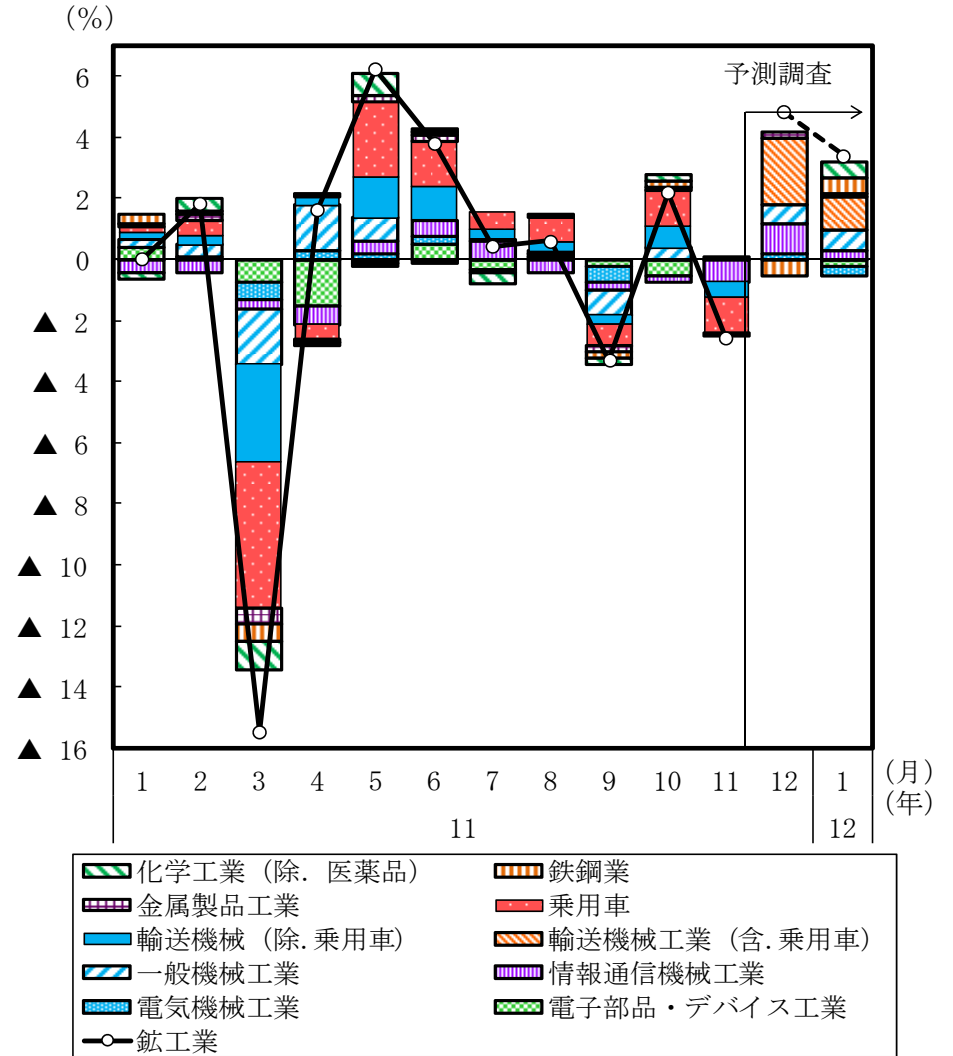 (%)
予測調査
6
4
2
0
▲ 2
▲ 4
▲ 6
▲ 8
▲ 10
▲ 12
▲ 14
▲ 16
1 2 3 4 5 6 7 8 9 10 11 12 1 (月)
(年)
11 12
化学工業（除．医薬品） 鉄鋼業
金属製品工業 乗用車
輸送機械（除．乗用車） 輸送機械工業（含．乗用車）
一般機械工業 情報通信機械工業
電気機械工業 電子部品・デバイス工業
鉱工業